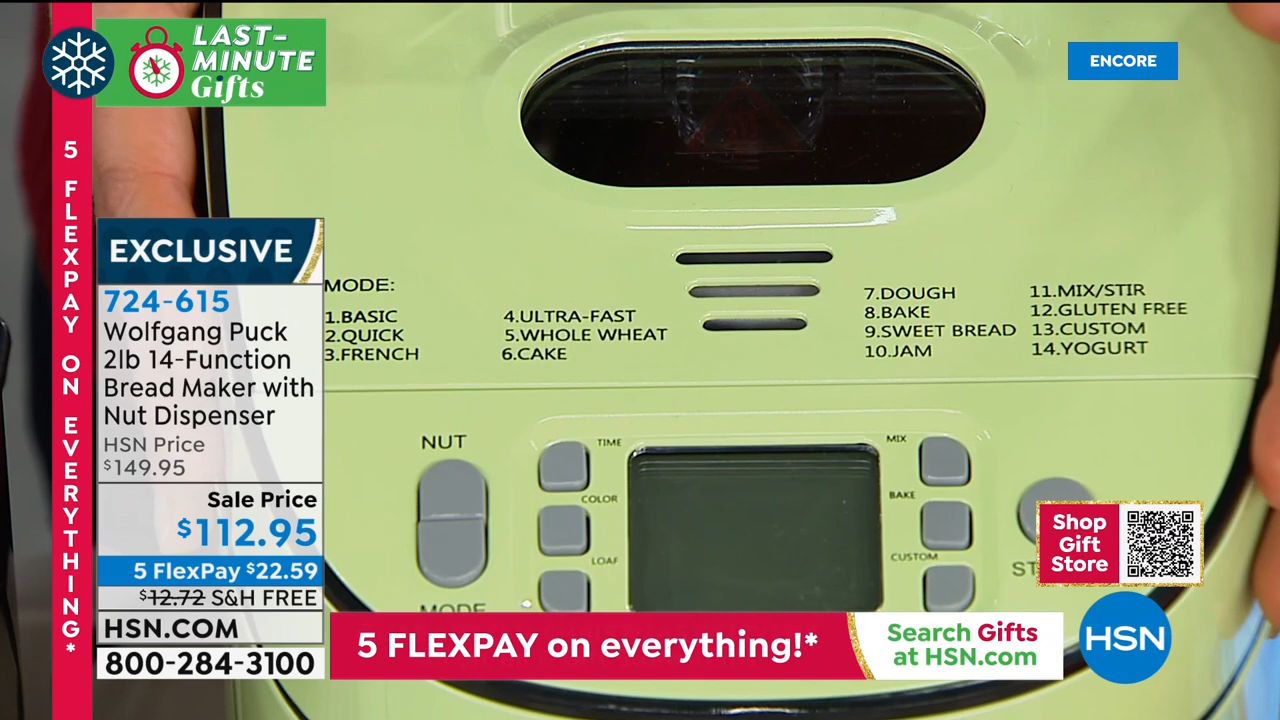 LAST-
MINUTE
Gifts
ENCORE
5 FLEXPAY ON EVERYTHING!*
EXCLUSIVE
724-615
Wolfgang Puck
2lb 14-Function
Bread Maker with
Nut Dispenser
HSN Price
$149.95
Sale Price
$112.95
5 FlexPay $22.59
$12.72 S&H FREE
HSN.COM
800-284-3100
MODE:
1.BASIC
2.QUICK
3.FRENCH
4.ULTRA-FAST
5.WHOLE WHEAT
6.CAKE
7.DOUGH
8.BAKE
9.SWEET BREAD
10.JAM
11.MIX/STIR
12.GLUTEN FREE
13.CUSTOM
14.YOGURT
NUT
MODE
TIME
COLOR
LOAF
MIX
BAKE
CUSTOM
ST
Shop
Gift
Store
5 FLEXPAY on everything!*
Search Gifts
at HSN.com
HSN